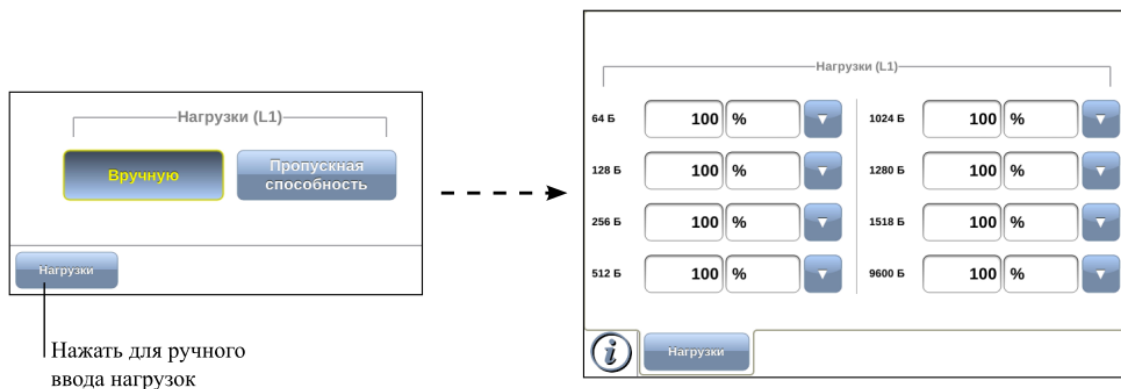 Нагрузки (L1)
Вручную
Пропускная
способность
Нагрузки
Нажать для ручного
ввода нагрузок
Нагрузки (L1)
64 Б 100 % 1024 Б 100 %
128 Б 100 % 1280 Б 100 %
256 Б 100 % 1518 Б 100 %
512 Б 100 % 9600 Б 100 %
i Нагрузки